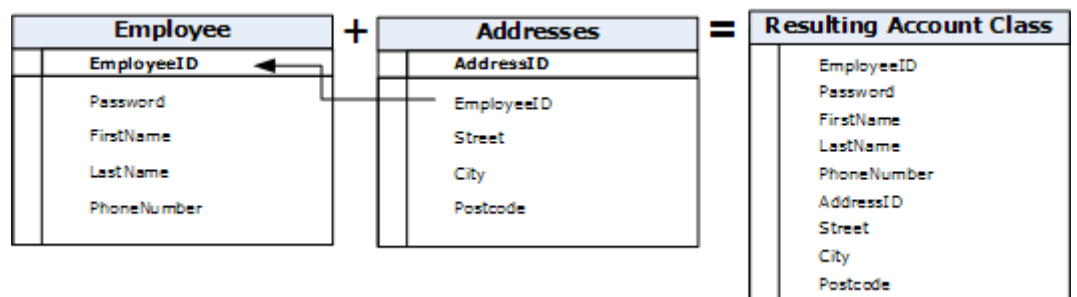 Employee
EmployeeID
Password
FirstName
LastName
PhoneNumber
+
Addresses
AddressID
EmployeeID
Street
City
Postcode
=
Resulting Account Class
EmployeeID
Password
FirstName
LastName
PhoneNumber
AddressID
Street
City
Postcode